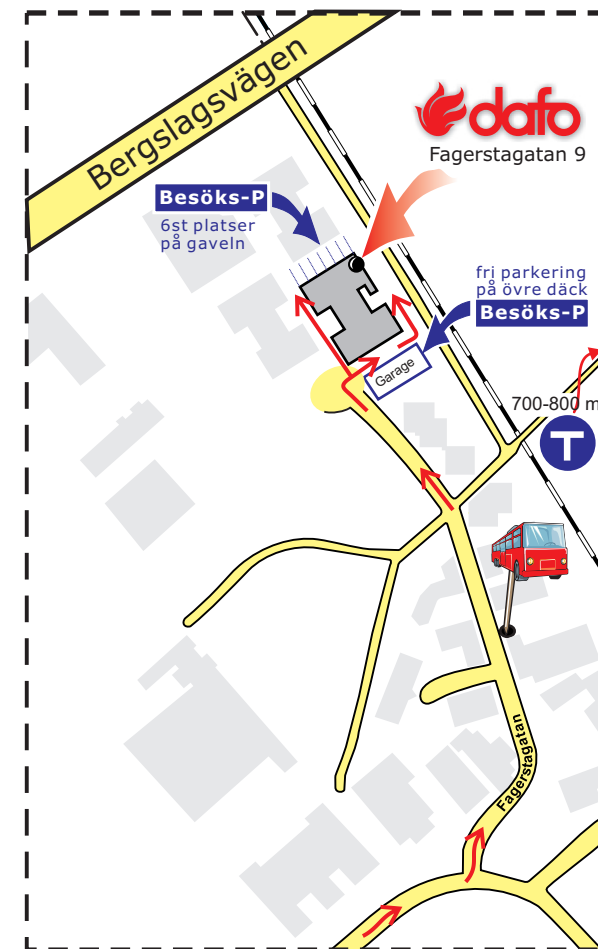 Bergslagsvägen
dafo
Fagerstagatan 9
Besöks-P
6st platser
på gaveln
fri parkering
på övre däck
Besöks-P
Garage
700-800 m
T
Fagerstagatan